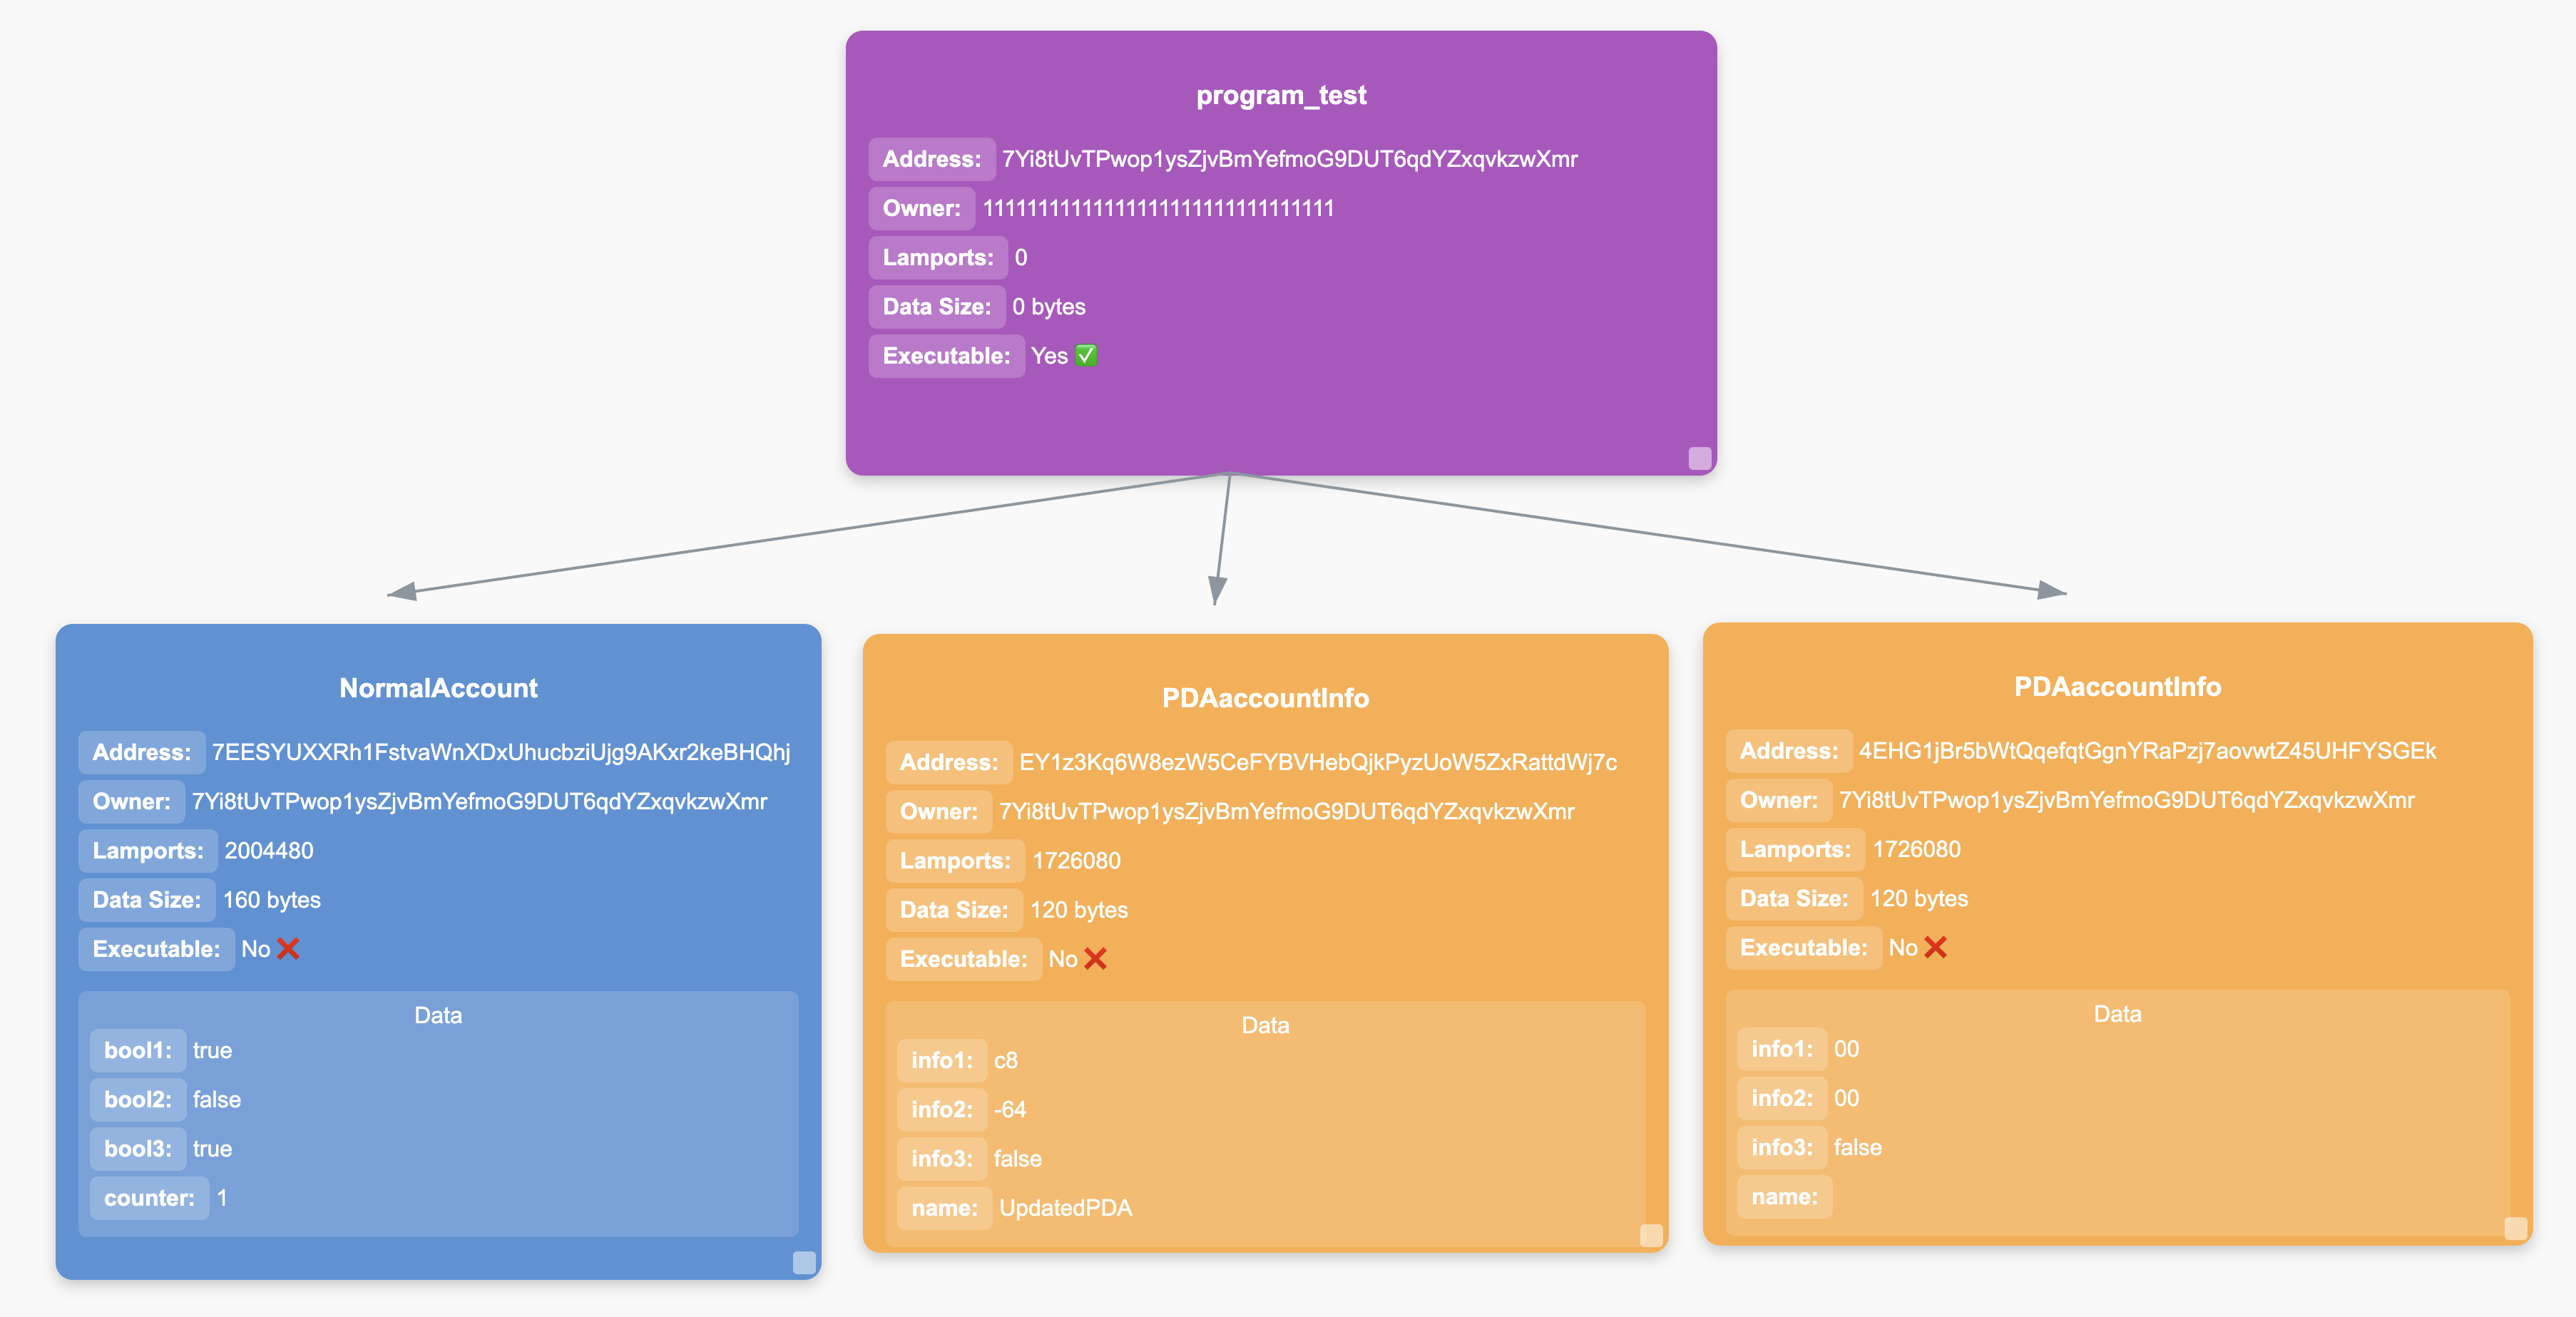 program_test
Address: 7Yi8tUvTPwop1ysZjvBmYefmoG9DUT6qdYZxqvkzwXmr
Owner: 11111111111111111111111111111111
Lamports: 0
Data Size: 0 bytes
Executable: Yes ✅
NormalAccount
Address: 7EESYUXXRh1FstvaWnXDxUhucbziUjg9AKxr2keBHQhj
Owner: 7Yi8tUvTPwop1ysZjvBmYefmoG9DUT6qdYZxqvkzwXmr
Lamports: 2004480
Data Size: 160 bytes
Executable: No ❌
Data
bool1: true
bool2: false
bool3: true
counter: 1
PDAaccountInfo
Address: EY1z3Kq6W8ezW5CeFYBVHebQjkPyzUoW5ZxRattdWj7c
Owner: 7Yi8tUvTPwop1ysZjvBmYefmoG9DUT6qdYZxqvkzwXmr
Lamports: 1726080
Data Size: 120 bytes
Executable: No ❌
Data
info1: c8
info2: -64
info3: false
name: UpdatedPDA
PDAaccountInfo
Address: 4EHG1jBr5bWtQqefqtGgnYRaPzj7aovwtZ45UHFYSGEk
Owner: 7Yi8tUvTPwop1ysZjvBmYefmoG9DUT6qdYZxqvkzwXmr
Lamports: 1726080
Data Size: 120 bytes
Executable: No ❌
Data
info1: 00
info2: 00
info3: false
name: